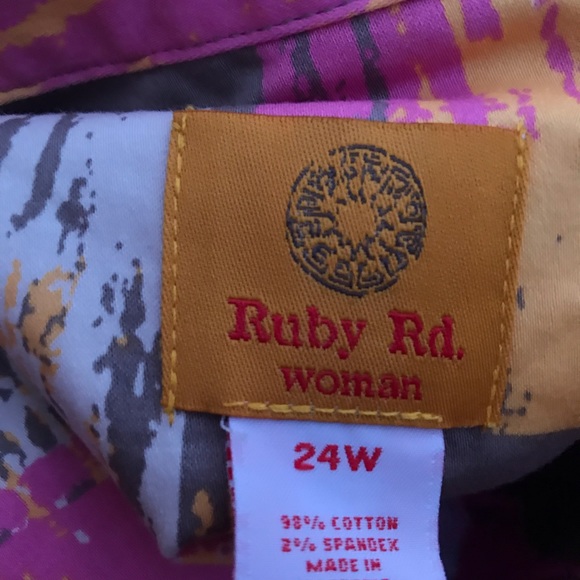 Ruby Rd.
woman
24W
98% COTTON
2% SPANDEX
MADE IN